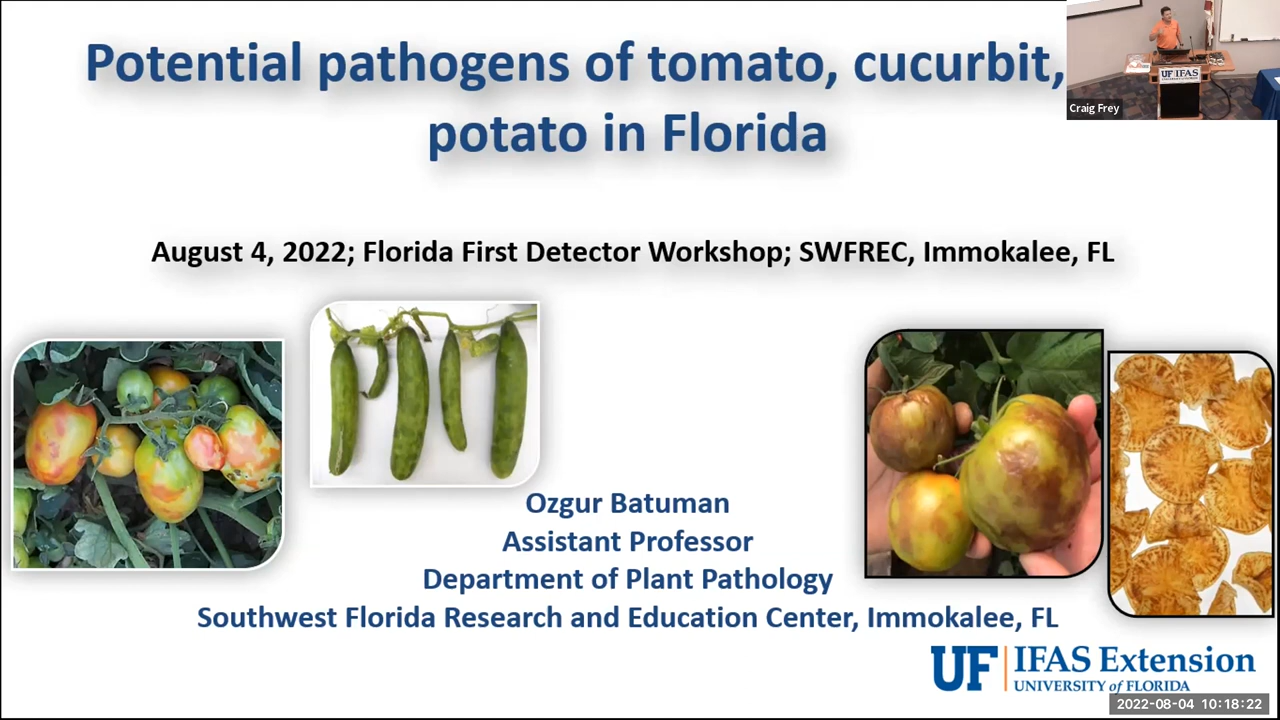 Potential pathogens of tomato, cucurbit,
potato in Florida
Craig Frey
UF IFAS
August 4, 2022; Florida First Detector Workshop; SWFREC, Immokalee, FL
Ozgur Batuman
Assistant Professor
Department of Plant Pathology
Southwest Florida Research and Education Center, Immokalee, FL
UF IFAS Extension
UNIVERSITY of FLORIDA
2022-08-04 10:18:22